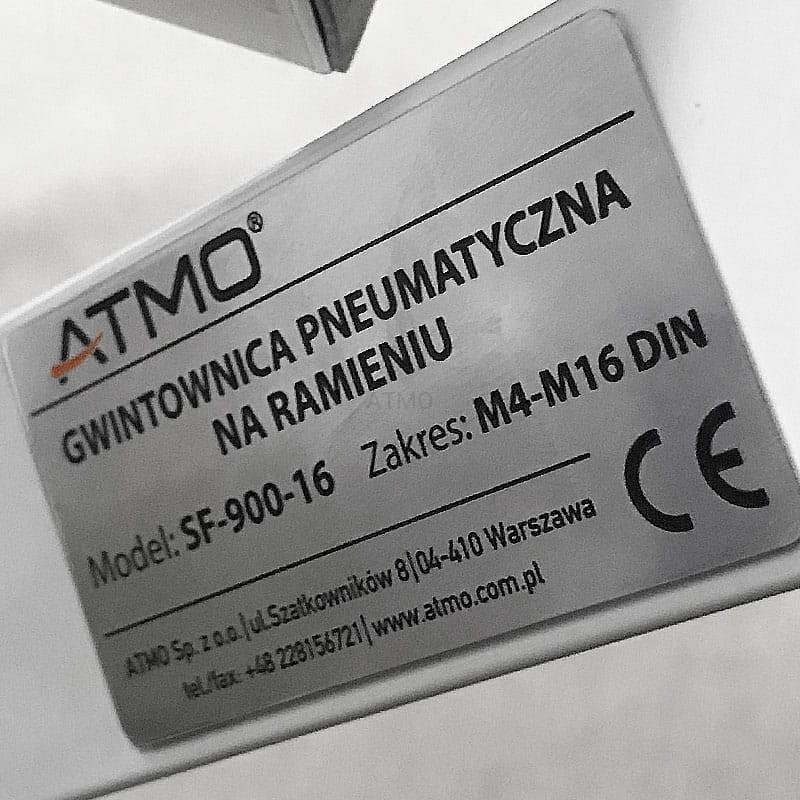 ATMO®
GWINTOWNICA PNEUMATYCZNA
NA RAMIENIU
ATMO
Model: SF-900-16 Zakres: M4-M16 DIN
CE
ATMO Sp. z o.o.|ul.Szatkowników 8|04-410 Warszawa
tel./fax: +48 228156721|www.atmo.com.pl